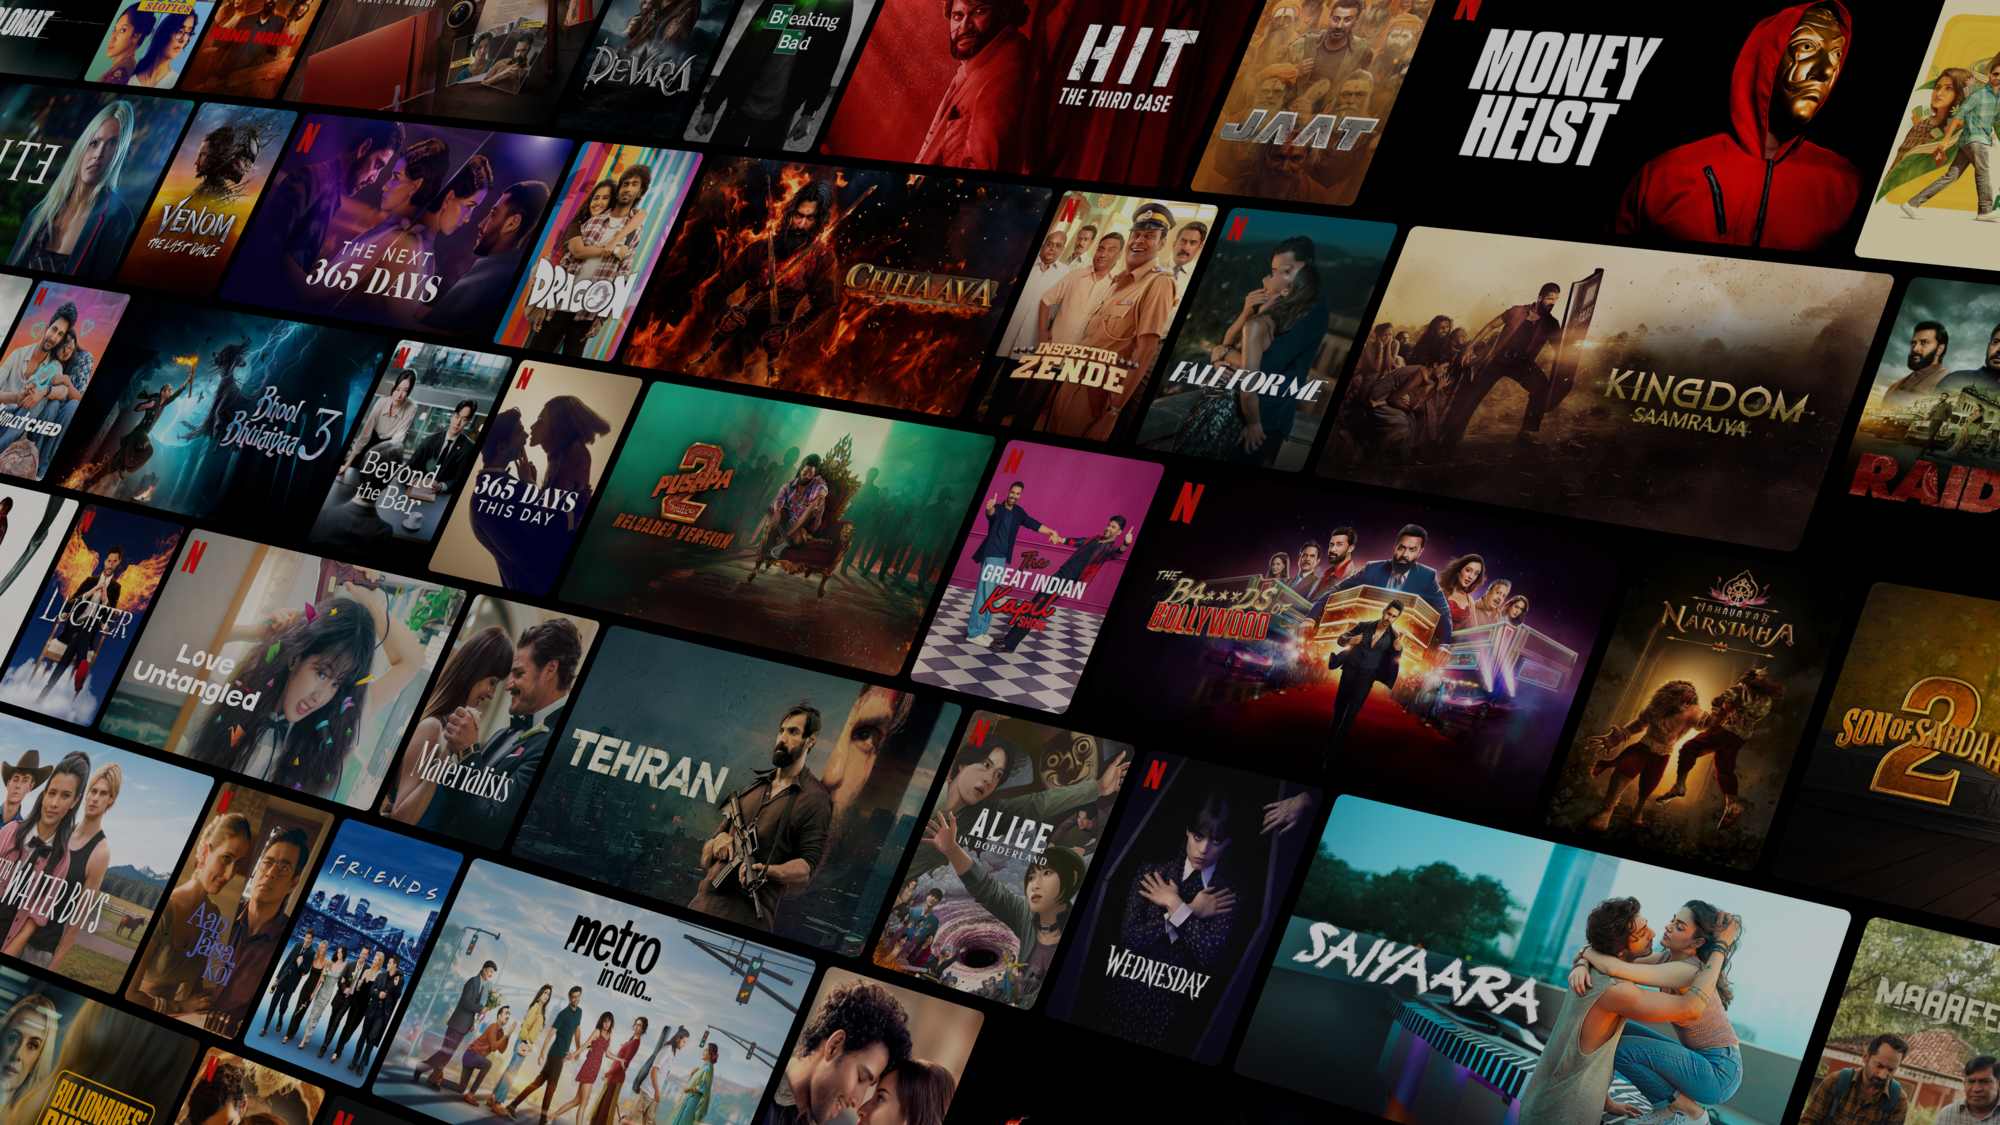 LOMAT
stories
RANA NAIDU
DEVARA
Breaking
Bad
HIT
THE THIRD CASE
JAAT
N
MONEY
HEIST
VENOM
THE LAST DANCE
N
THE NEXT
365 DAYS
DRAGON
CHHAAVA
N
INSPECTOR
ZENDE
N
FALL FOR ME
KINGDOM
SAAMRAJYA
RAID
N
MATCHED
Bhool
Bhulaiyaa 3
N
Beyond
the Bar
N
365 DAYS
THIS DAY
PUSHPA
2
RELOADED VERSION
N
The
GREAT INDIAN
Kapil
SHOW
N
THE
BA***DS OF
BOLLYWOOD
MAHAVATAR
NARSIMHA
SON OF SARDAA
2
N
LUCIFER
N
Love
Untangled
Materialists
TEHRAN
N
ALICE
IN BORDERLAND
N
WEDNESDAY
SAIYAARA
MAAREE
WALTER BOYS
N
Aap
Jaisa
Koi
F·R·I·E·N·D·S
metro
in dino...
BILLIONAIRES'
N
N